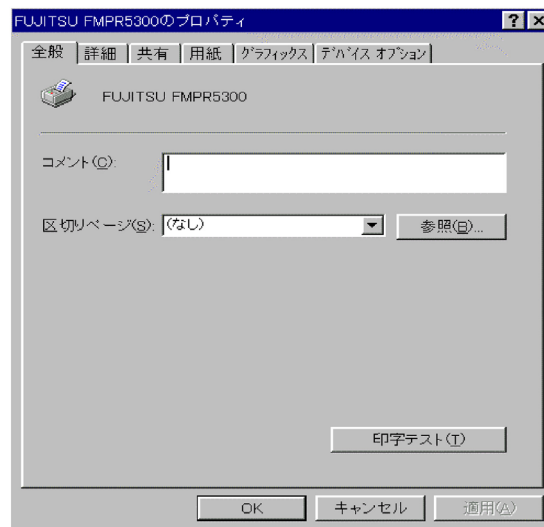 FUJITSU FMPR5300のプロパティ
全般 詳細 共有 用紙 ｸﾞﾗﾌｨｯｸｽ ﾃﾞﾊﾞｲｽ ｵﾌﾟｼｮﾝ
FUJITSU FMPR5300
コメント(C):
区切りページ(S): (なし) 参照(B)...
印字テスト(T)
OK キャンセル 適用(A)